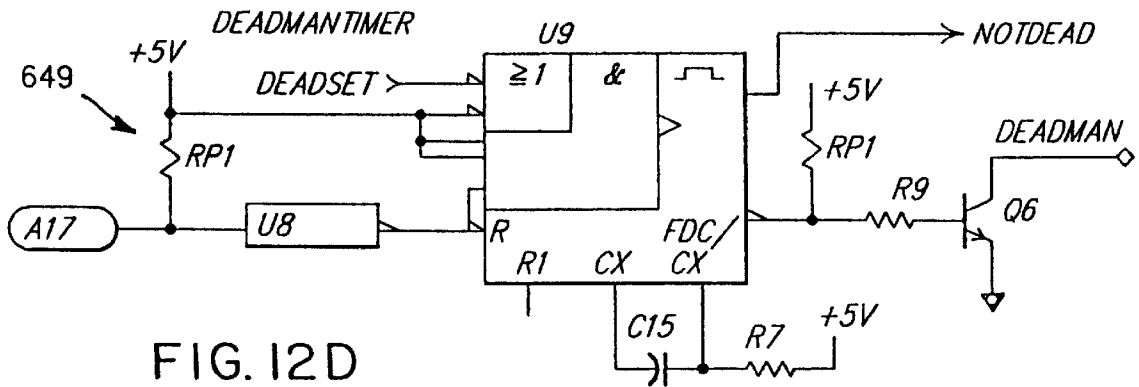 DEADMANTIMER
U9
NOTDEAD
+5V
649
DEADSET
≧1
&
+5V
RP1
RP1
DEADMAN
R9
Q6
A17
U8
R
FDC/
R1
CX
CX
C15
R7
+5V
FIG. 12D